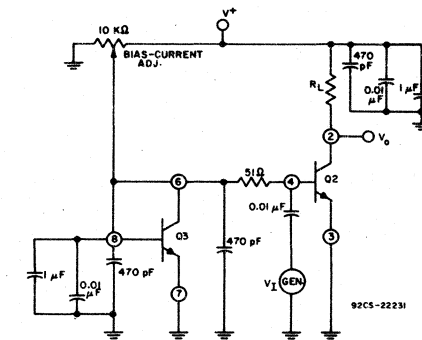 V+
10 KΩ
BIAS-CURRENT
ADJ.
470
pF
0.01
μF
1 μF
RL
2
Vo
6
51Ω
4
Q2
0.01 μF
8
Q3
470 pF
3
1 μF
0.01
μF
470 pF
7
VI
GEN.
92CS-22231